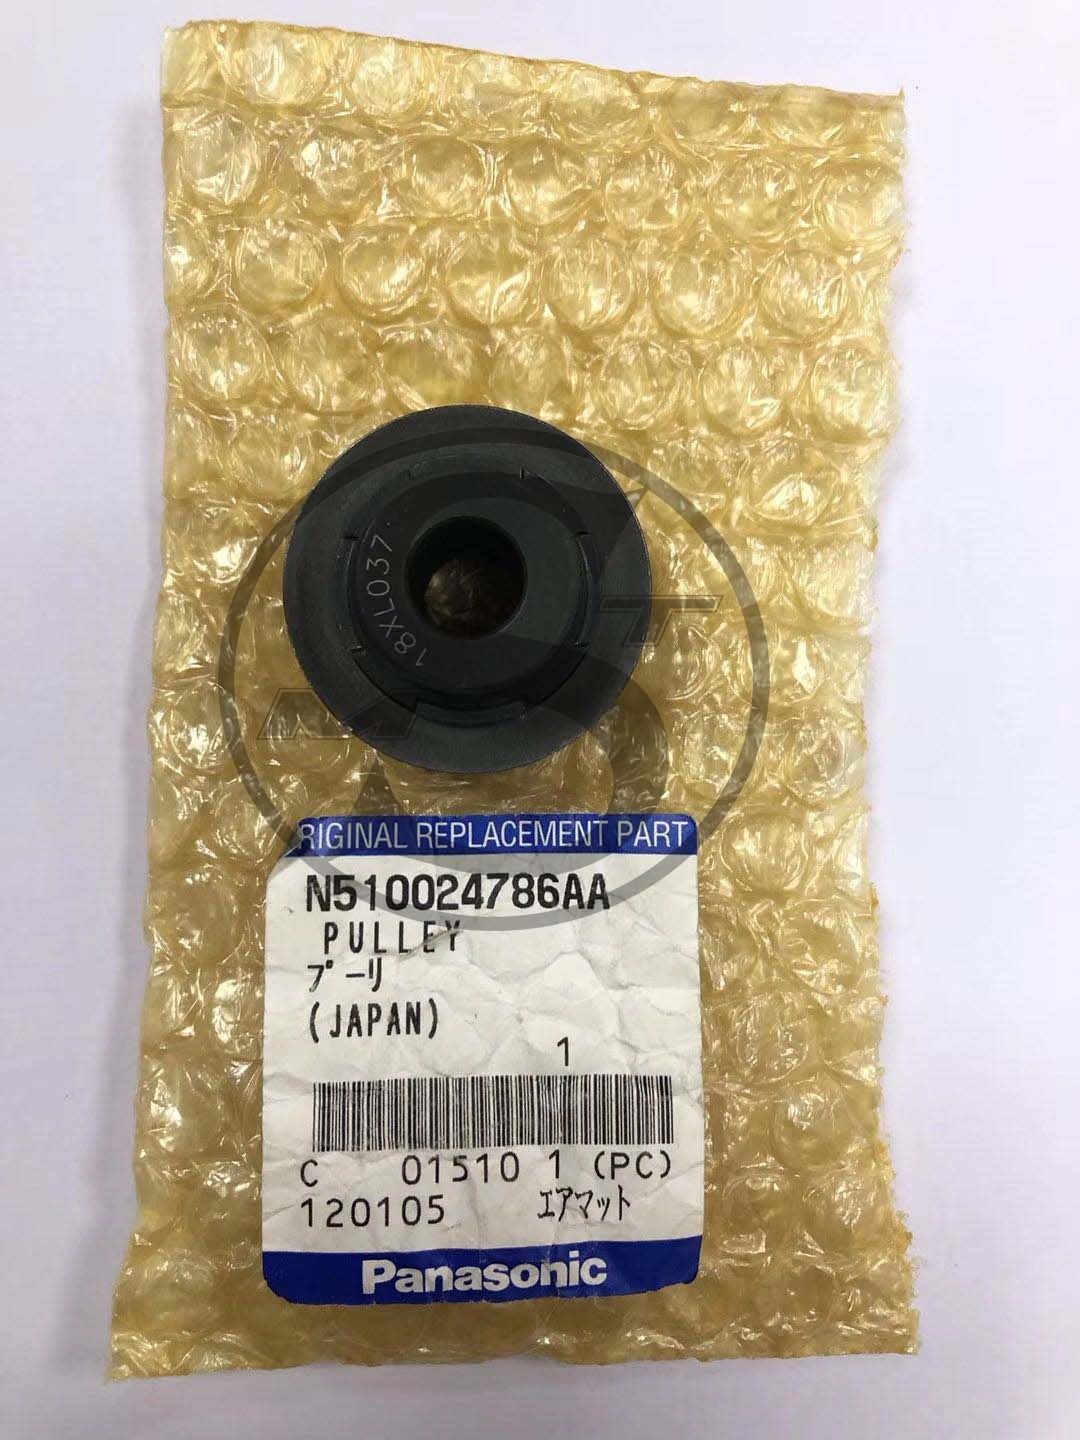 18XL037
RIGINAL REPLACEMENT PART
N510024786AA
PULLEY
プーリ
(JAPAN)
1
C 01510 1 (PC)
120105 エアマット
Panasonic